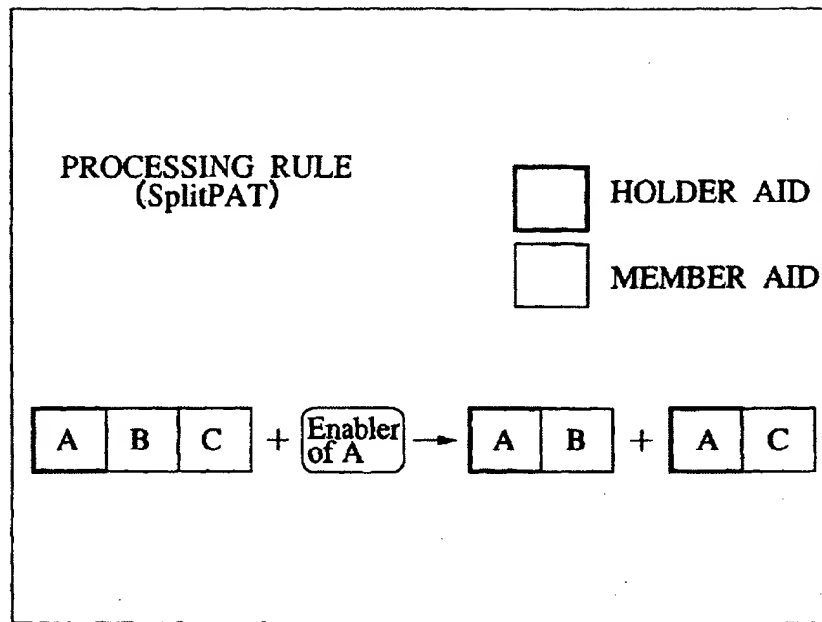 PROCESSING RULE
(SplitPAT)
HOLDER AID
MEMBER AID
A B C + Enabler of A → A B + A C